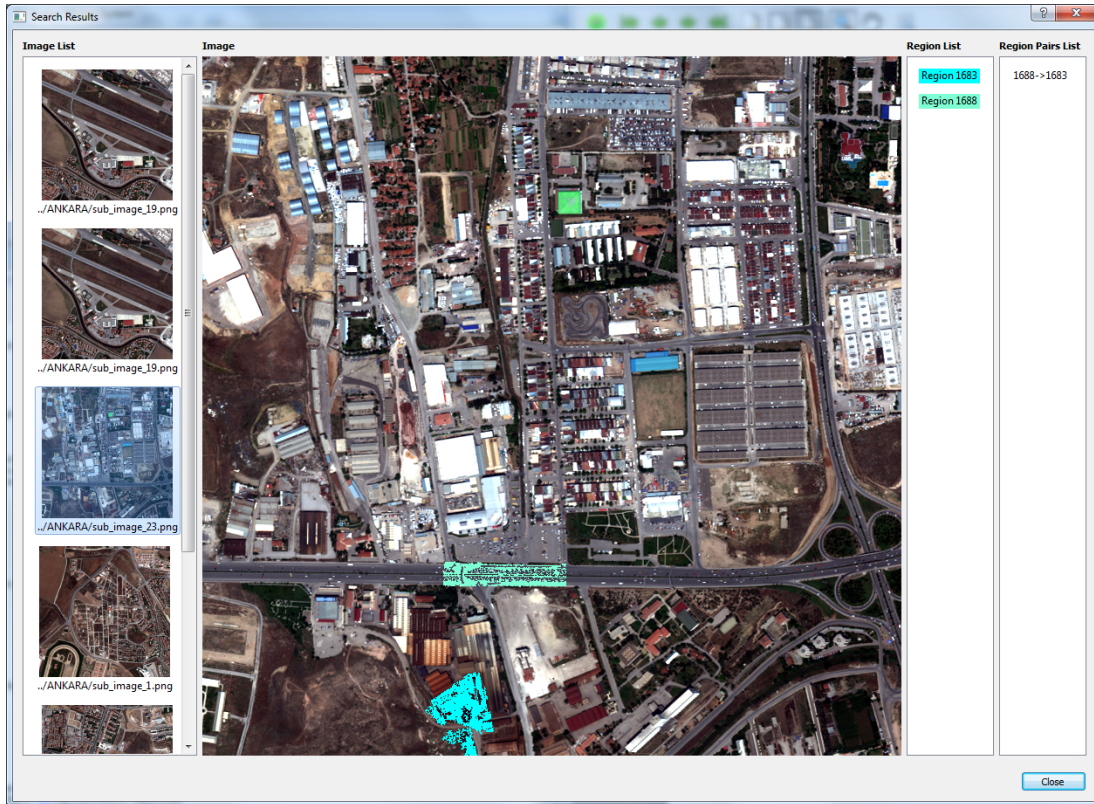 Search Results
Image List
Image
Region List
Region Pairs List
../ANKARA/sub_image_19.png
../ANKARA/sub_image_19.png
../ANKARA/sub_image_23.png
../ANKARA/sub_image_1.png
Region 1683
Region 1688
1688->1683
Close